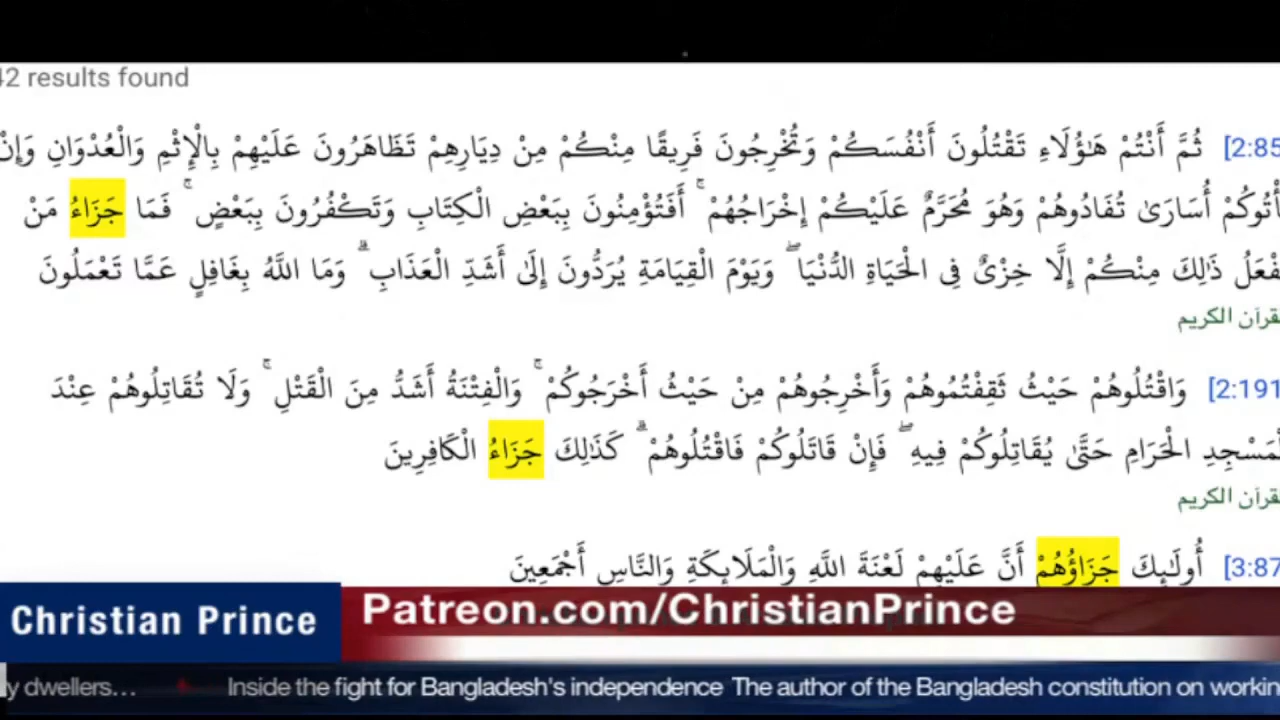 42 results found
[2:85 ثُمَّ أَنْتُمْ هَٰؤُلَاءِ تَقْتُلُونَ أَنْفُسَكُمْ وَتُخْرِجُونَ فَرِيقًا مِنْكُمْ مِنْ دِيَارِهِمْ تَظَاهَرُونَ عَلَيْهِمْ بِالْإِثْمِ وَالْعُدْوَانِ وَإِنْ
أْتُوكُمْ أُسَارَىٰ تُفَادُوهُمْ وَهُوَ مُحَرَّمٌ عَلَيْكُمْ إِخْرَاجُهُمْ ۚ أَفَتُؤْمِنُونَ بِبَعْضِ الْكِتَابِ وَتَكْفُرُونَ بِبَعْضٍ ۚ فَمَا جَزَاءُ مَنْ
فْعَلُ ذَٰلِكَ مِنْكُمْ إِلَّا خِزْىٌ فِى الْحَيَاةِ الدُّنْيَا ۖ وَيَوْمَ الْقِيَامَةِ يُرَدُّونَ إِلَىٰ أَشَدِّ الْعَذَابِ ۗ وَمَا اللَّهُ بِغَافِلٍ عَمَّا تَعْمَلُونَ
قرآن الكريم
[2:191 وَاقْتُلُوهُمْ حَيْثُ ثَقِفْتُمُوهُمْ وَأَخْرِجُوهُمْ مِنْ حَيْثُ أَخْرَجُوكُمْ ۚ وَالْفِتْنَةُ أَشَدُّ مِنَ الْقَتْلِ ۚ وَلَا تُقَاتِلُوهُمْ عِنْدَ
لْمَسْجِدِ الْحَرَامِ حَتَّىٰ يُقَاتِلُوكُمْ فِيهِ ۖ فَإِنْ قَاتَلُوكُمْ فَاقْتُلُوهُمْ ۗ كَذَٰلِكَ جَزَاءُ الْكَافِرِينَ
قرآن الكريم
[3:87 أُولَٰئِكَ جَزَاؤُهُمْ أَنَّ عَلَيْهِمْ لَعْنَةَ اللَّهِ وَالْمَلَائِكَةِ وَالنَّاسِ أَجْمَعِينَ
Christian Prince
Patreon.com/ChristianPrince
y dwellers... Inside the fight for Bangladesh's independence The author of the Bangladesh constitution on workin